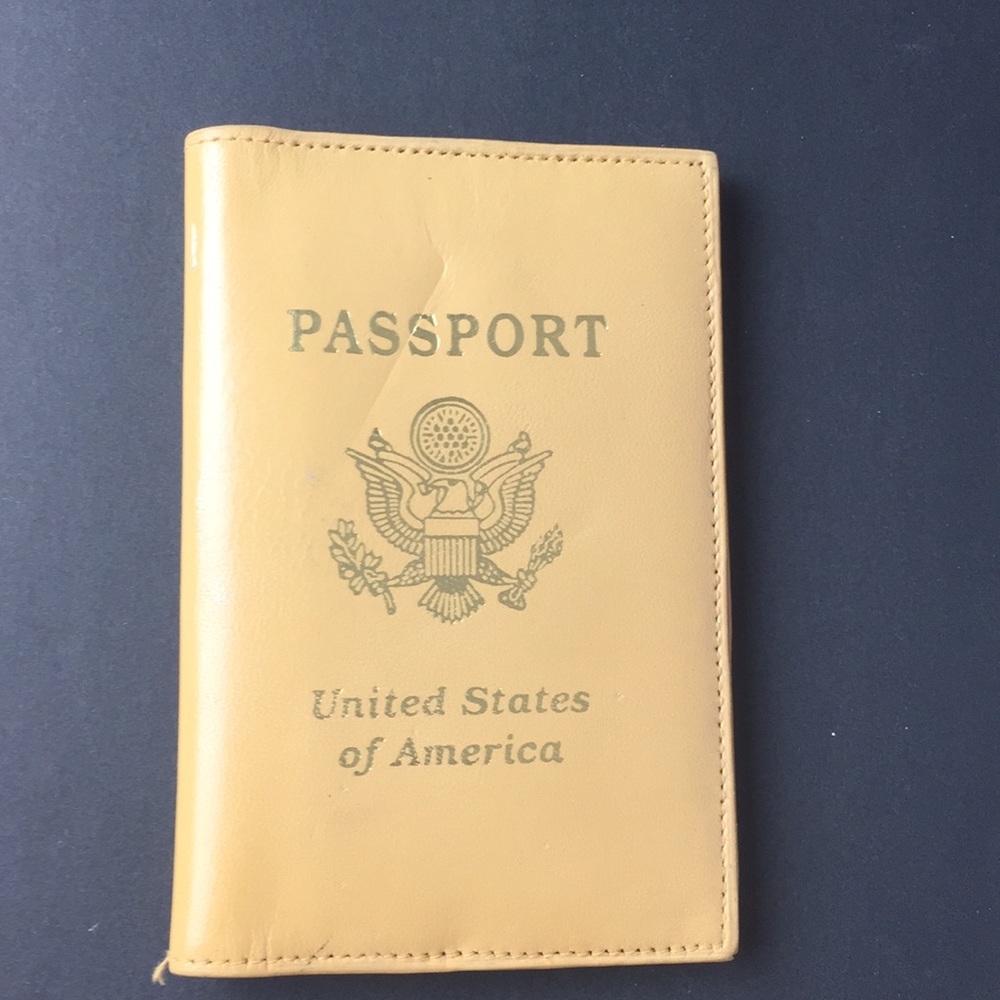 PASSPORT
United States
of America